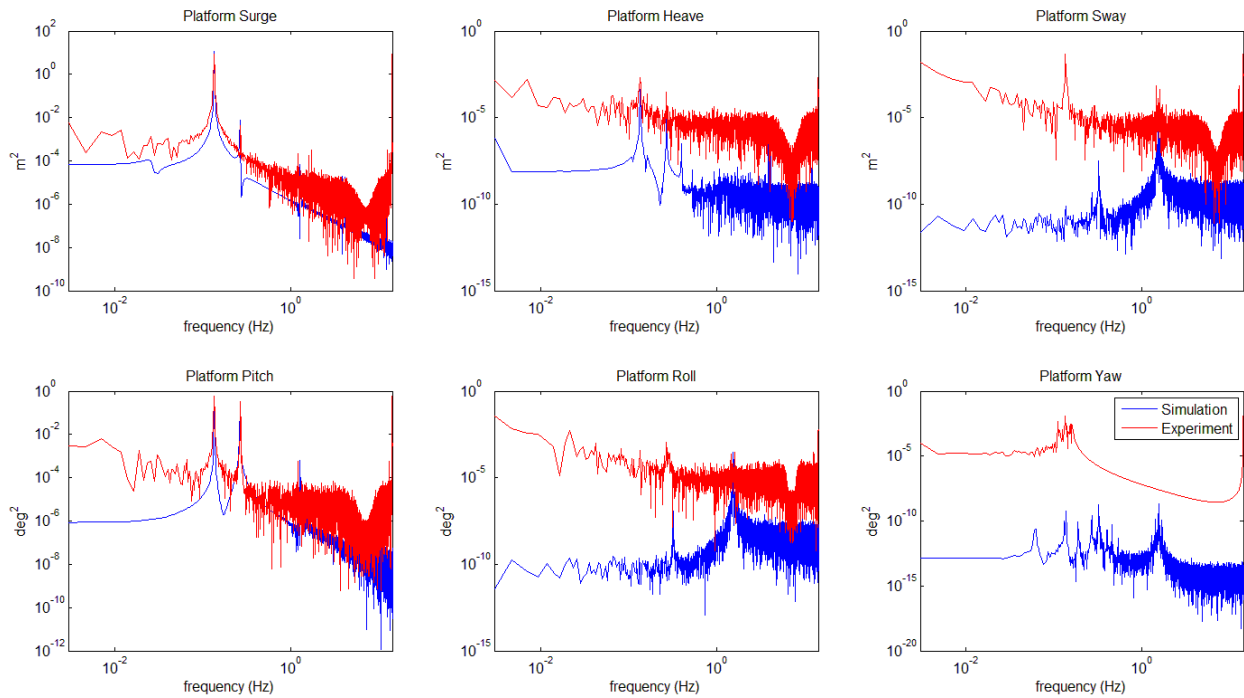 Platform Surge
10^2
10^0
10^-2
10^-4
10^-6
10^-8
10^-10
m^2
10^-2
10^0
frequency (Hz)
Platform Heave
10^0
10^-5
10^-10
10^-15
m^2
10^-2
10^0
frequency (Hz)
Platform Sway
10^0
10^-5
10^-10
10^-15
m^2
10^-2
10^0
frequency (Hz)
Platform Pitch
10^0
10^-2
10^-4
10^-6
10^-8
10^-10
10^-12
deg^2
10^-2
10^0
frequency (Hz)
Platform Roll
10^0
10^-5
10^-10
10^-15
deg^2
10^-2
10^0
frequency (Hz)
Platform Yaw
10^0
10^-5
10^-10
10^-15
10^-20
deg^2
Simulation
Experiment
10^-2
10^0
frequency (Hz)